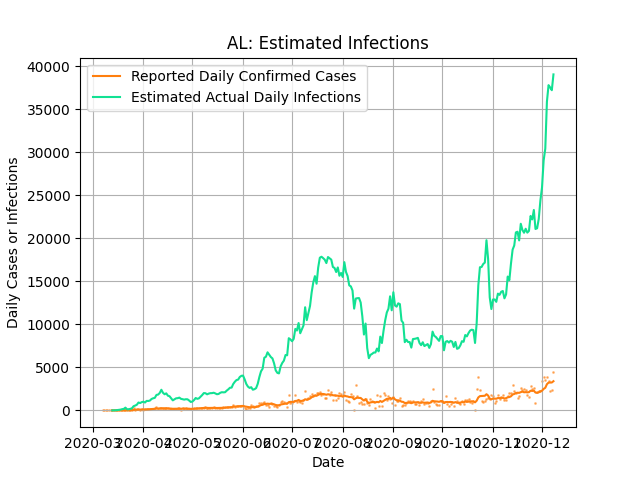 AL: Estimated Infections
Reported Daily Confirmed Cases
Estimated Actual Daily Infections
40000
35000
30000
25000
20000
15000
10000
5000
0
Daily Cases or Infections
2020-03 2020-04 2020-05 2020-06 2020-07 2020-08 2020-09 2020-10 2020-11 2020-12
Date